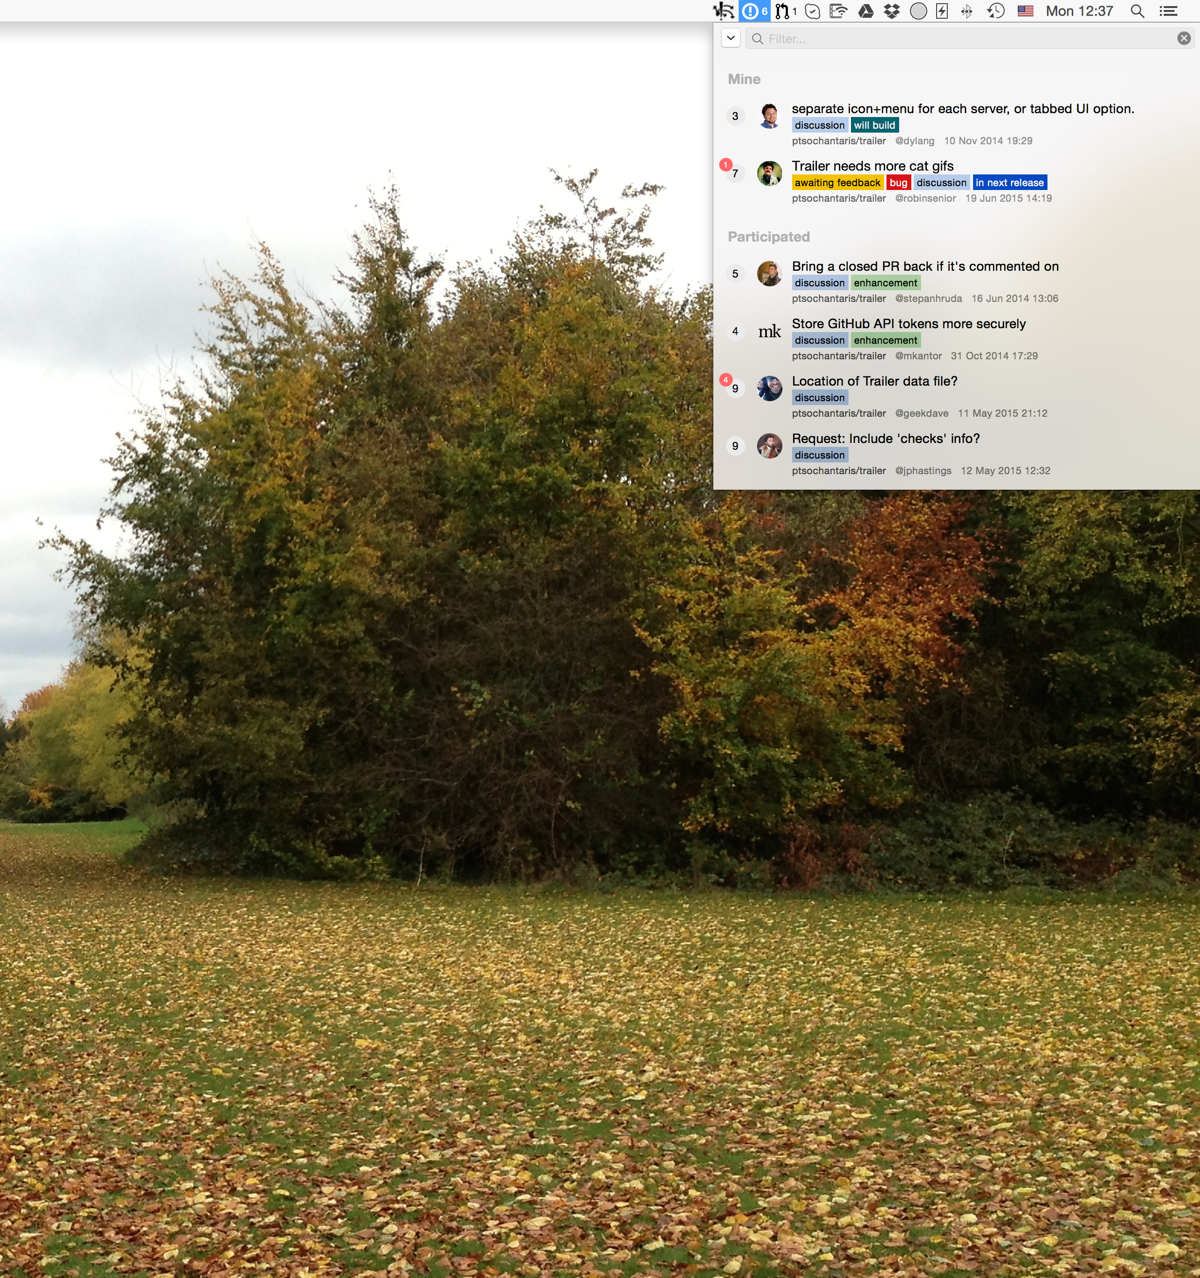 6 1 Mon 12:37
Filter...
Mine
3 separate icon+menu for each server, or tabbed UI option.
discussion will build
ptsochantaris/trailer @dylang 10 Nov 2014 19:29
1 7 Trailer needs more cat gifs
awaiting feedback bug discussion in next release
ptsochantaris/trailer @robinsenior 19 Jun 2015 14:19
Participated
5 Bring a closed PR back if it's commented on
discussion enhancement
ptsochantaris/trailer @stepanhruda 16 Jun 2014 13:06
4 mk Store GitHub API tokens more securely
discussion enhancement
ptsochantaris/trailer @mkantor 31 Oct 2014 17:29
4 9 Location of Trailer data file?
discussion
ptsochantaris/trailer @geekdave 11 May 2015 21:12
9 Request: Include 'checks' info?
discussion
ptsochantaris/trailer @jphastings 12 May 2015 12:32